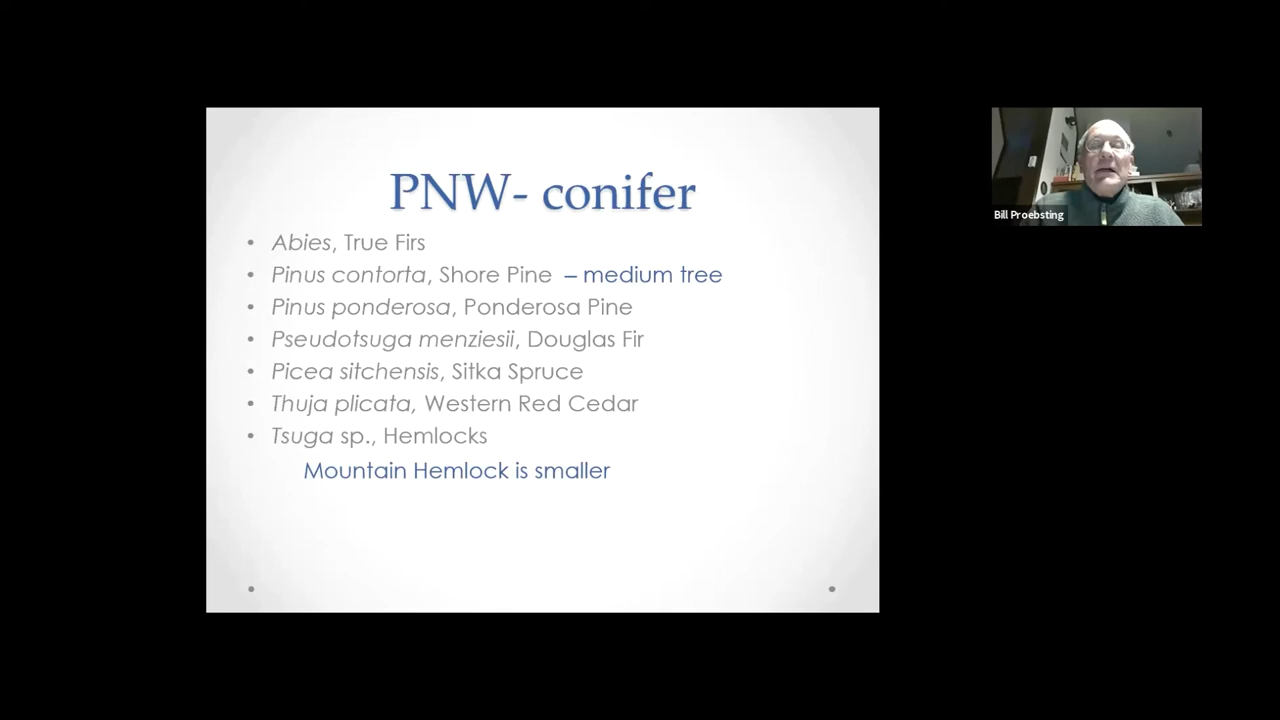 PNW- conifer
• Abies, True Firs
• Pinus contorta, Shore Pine – medium tree
• Pinus ponderosa, Ponderosa Pine
• Pseudotsuga menziesii, Douglas Fir
• Picea sitchensis, Sitka Spruce
• Thuja plicata, Western Red Cedar
• Tsuga sp., Hemlocks
Mountain Hemlock is smaller
Bill Proebsting